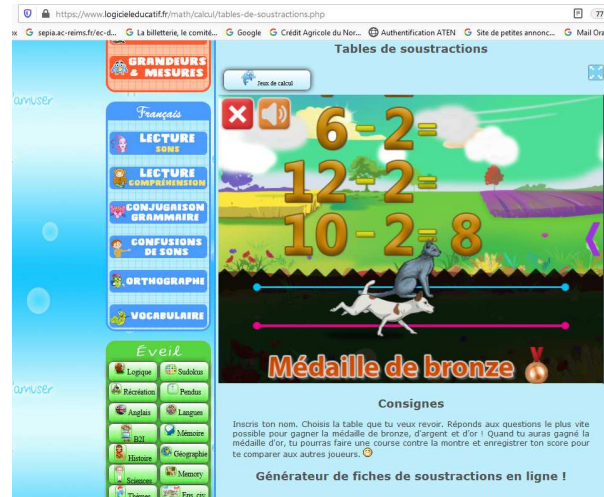 https://www.logicieleducatif.fr/math/calcul/tables-de-soustractions.php
77
sepia.ac-reims.fr/ec-d... La billetterie, le comité... Google Crédit Agricole du Nor... Authentification ATEN Site de petites annonc... Mail Ora
Tables de soustractions
GRANDEURS
& MESURES
Jeux de calcul
amuser
Français
LECTURE
SONS
LECTURE
COMPRÉHENSION
CONJUGAISON
GRAMMAIRE
CONFUSIONS
DE SONS
ORTHOGRAPHE
VOCABULAIRE
6-2=
12-2=
10-2=8
Médaille de bronze
Eveil
Logique Sudokus
Récréation Pendus
Anglais Langues
B2I Mémoire
Histoire Géographie
Sciences Memory
Thèmes Ens. civ.
amuser
Consignes
Inscris ton nom. Choisis la table que tu veux revoir. Réponds aux questions le plus vite
possible pour gagner la médaille de bronze, d'argent et d'or ! Quand tu auras gagné la
médaille d'or, tu pourras faire une course contre la montre et enregistrer ton score pour
te comparer aux autres joueurs.
Générateur de fiches de soustractions en ligne !